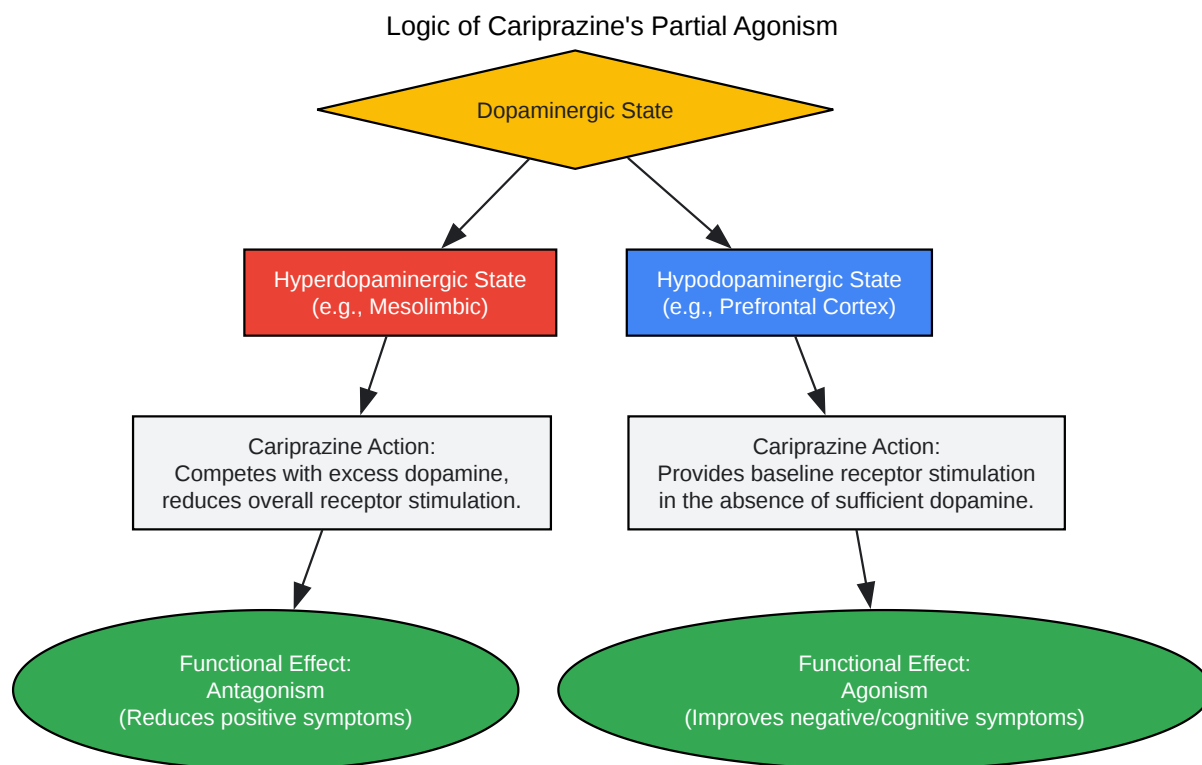 Logic of Cariprazine's Partial Agonism
Dopaminergic State
Hyperdopaminergic State
(e.g., Mesolimbic)
Hypodopaminergic State
(e.g., Prefrontal Cortex)
Cariprazine Action:
Competes with excess dopamine,
reduces overall receptor stimulation.
Cariprazine Action:
Provides baseline receptor stimulation
in the absence of sufficient dopamine.
Functional Effect:
Antagonism
(Reduces positive symptoms)
Functional Effect:
Agonism
(Improves negative/cognitive symptoms)